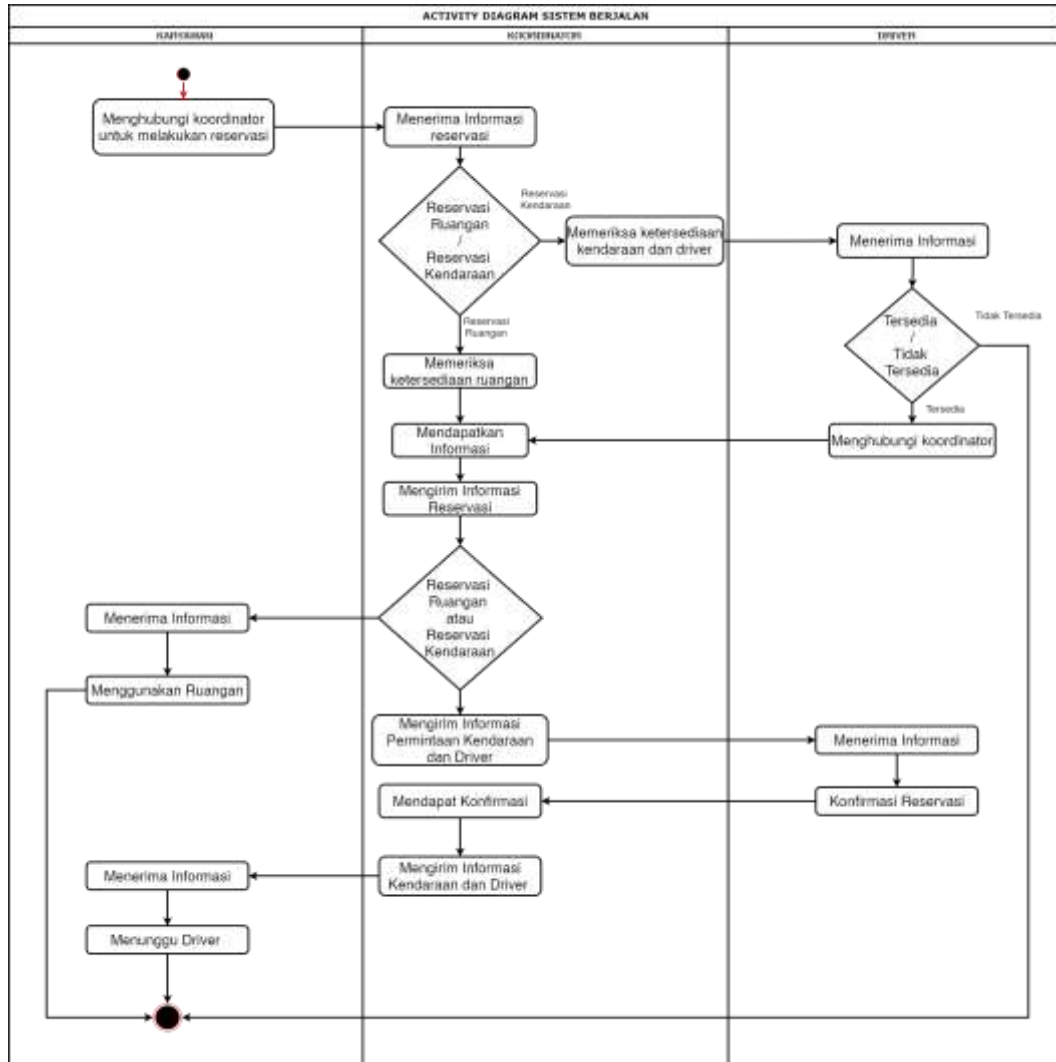 ACTIVITY DIAGRAM SISTEM BERJALAN
KARYAWAN
KOORDINATOR
DRIVER
Menghubungi koordinator
untuk melakukan reservasi
Menerima Informasi
reservasi
Reservasi
Ruangan
/
Reservasi
Kendaraan
Reservasi
Kendaraan
Memeriksa ketersediaan
kendaraan dan driver
Menerima Informasi
Tersedia
/
Tidak
Tersedia
Tidak Tersedia
Reservasi
Ruangan
Memeriksa
ketersediaan ruangan
Tersedia
Mendapatkan
Informasi
Menghubungi koordinator
Mengirim Informasi
Reservasi
Reservasi
Ruangan
atau
Reservasi
Kendaraan
Menerima Informasi
Menggunakan Ruangan
Mengirim Informasi
Permintaan Kendaraan
dan Driver
Menerima Informasi
Mendapat Konfirmasi
Konfirmasi Reservasi
Mengirim Informasi
Kendaraan dan Driver
Menerima Informasi
Menunggu Driver